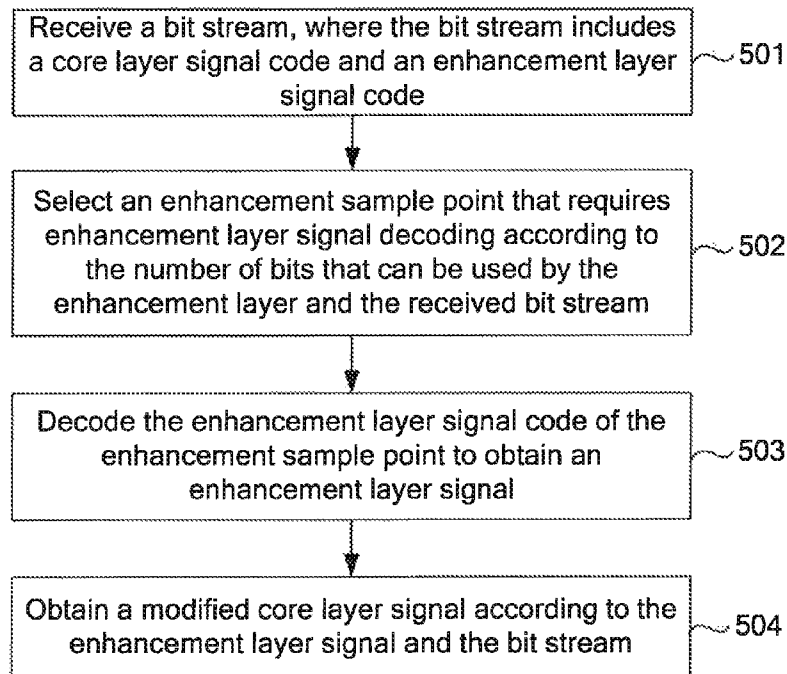 Receive a bit stream, where the bit stream includes
a core layer signal code and an enhancement layer
signal code
501
Select an enhancement sample point that requires
enhancement layer signal decoding according to
the number of bits that can be used by the
enhancement layer and the received bit stream
502
Decode the enhancement layer signal code of the
enhancement sample point to obtain an
enhancement layer signal
503
Obtain a modified core layer signal according to the
enhancement layer signal and the bit stream
504